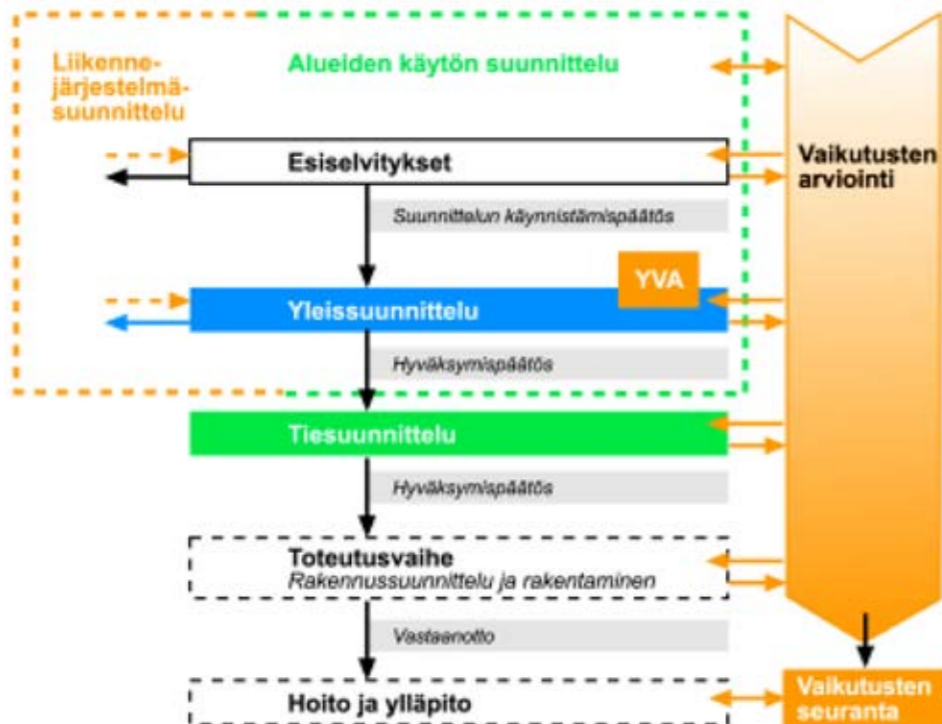 Liikenne-
järjestelmä-
suunnittelu
Alueiden käytön suunnittelu
Esiselvitykset
Vaikutusten
arviointi
Suunnittelun käynnistämispäätös
YVA
Yleissuunnittelu
Hyväksymispäätös
Tiesuunnittelu
Hyväksymispäätös
Toteutusvaihe
Rakennussuunnittelu ja rakentaminen
Vastaanotto
Hoito ja ylläpito
Vaikutusten
seuranta